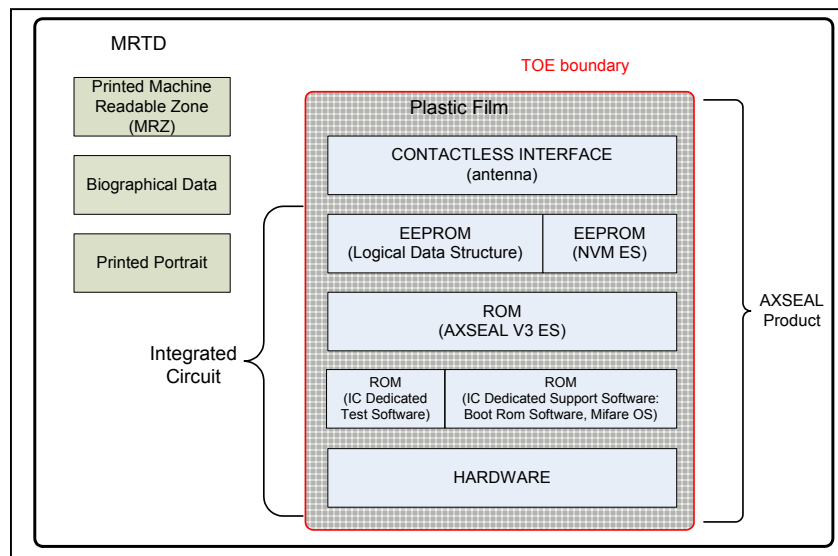 MRTD
TOE boundary
Printed Machine
Readable Zone
(MRZ)
Biographical Data
Printed Portrait
Integrated
Circuit
Plastic Film
CONTACTLESS INTERFACE
(antenna)
EEPROM
(Logical Data Structure)
EEPROM
(NVM ES)
ROM
(AXSEAL V3 ES)
ROM
(IC Dedicated
Test Software)
ROM
(IC Dedicated Support Software:
Boot Rom Software, Mifare OS)
HARDWARE
AXSEAL
Product